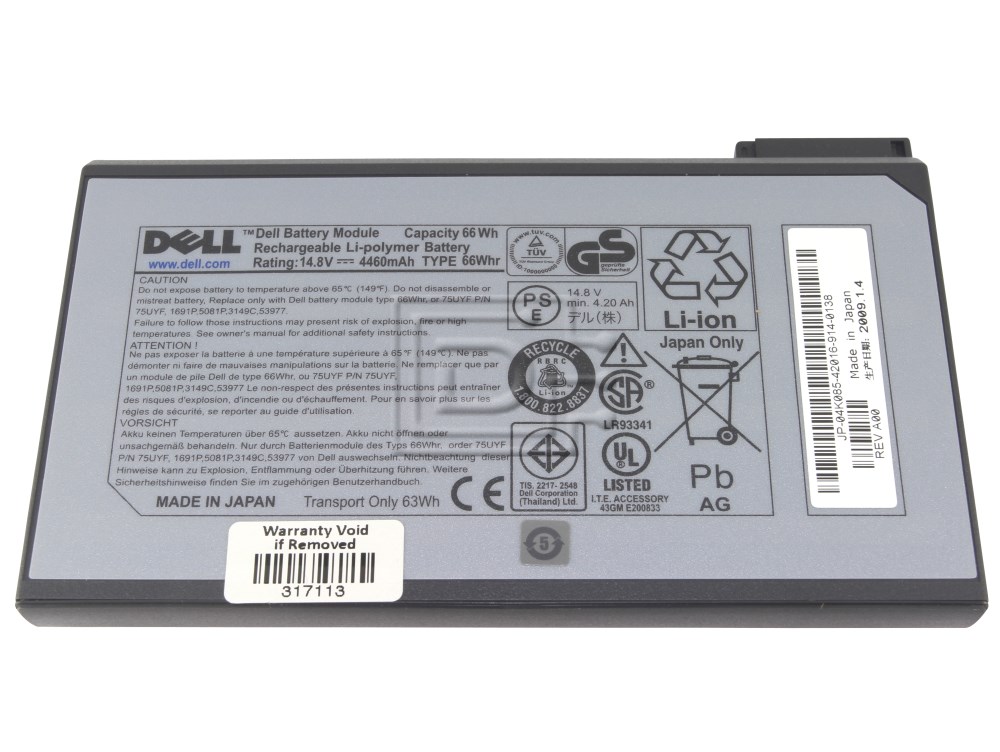 DELL ™Dell Battery Module Capacity 66 Wh
Rechargeable Li-polymer Battery
www.dell.com Rating:14.8V 4460mAh TYPE 66Whr
CAUTION
Do not expose battery to temperature above 65℃ (149℉). Do not disassemble or
mistreat battery, Replace only with Dell battery module type 66Whr, or 75UYF P/N
75UYF, 1691P,5081P,3149C,53977.
Failure to follow those instructions may present risk of explosion, fire or high
temperatures. See owner's manual for additional safety instructions.
ATTENTION !
Ne pas exposer la batterie à une température supérieure à 65℉ (149℃). Ne pas
démonter ni faire de mauvaises manipulations sur la batterie. Ne remplacer que par
un module de pile Dell de type 66Whr, ou 75UYF P/N 75UYF,
1691P,5081P,3149C,53977 Le non-respect des présentes instructions peut entraîner
des risques d'explosion, d'incendie ou d'échauffement. Pour en savoir plus sur les
régles de sécurité, se reporter au guide utilisateur.
VORSICHT
Akku keinen Temperaturen über 65℃ aussetzen. Akku nicht öffnen oder
unsachgemäß behandeln. Akku nur durch Batterienmodule des Typs 66Whr, order 75UYF
P/N 75UYF, 1691P,5081P,3149C,53977 von Dell auswechseln. Nichtbeachtung dieser
Hinweise kann zu Explosion, Entflammung oder Überhitzung führen. Weitere
Sicherheitshinweise finden Sie im zugehörigen Benutzerhandbuch.
MADE IN JAPAN Transport Only 63Wh CE
www.tuv.com
TÜV
GS
geprüfte
Sicherheit
PS
E
14.8 V
min. 4.20 Ah
デル(株)
RECYCLE
RBRC
Li-ion
1.800.822.8837
SA
LR93341
TIS. 2217- 2548
Dell Corporation
(Thailand) Ltd.
UL
LISTED
I.T.E. ACCESSORY
43GM E200833
Li-ion
Japan Only
Pb
AG
JP-04K085-42016-914-0138
Made in Japan
REV A00
生产日期: 2009.1.4
5
Warranty Void
if Removed
317113